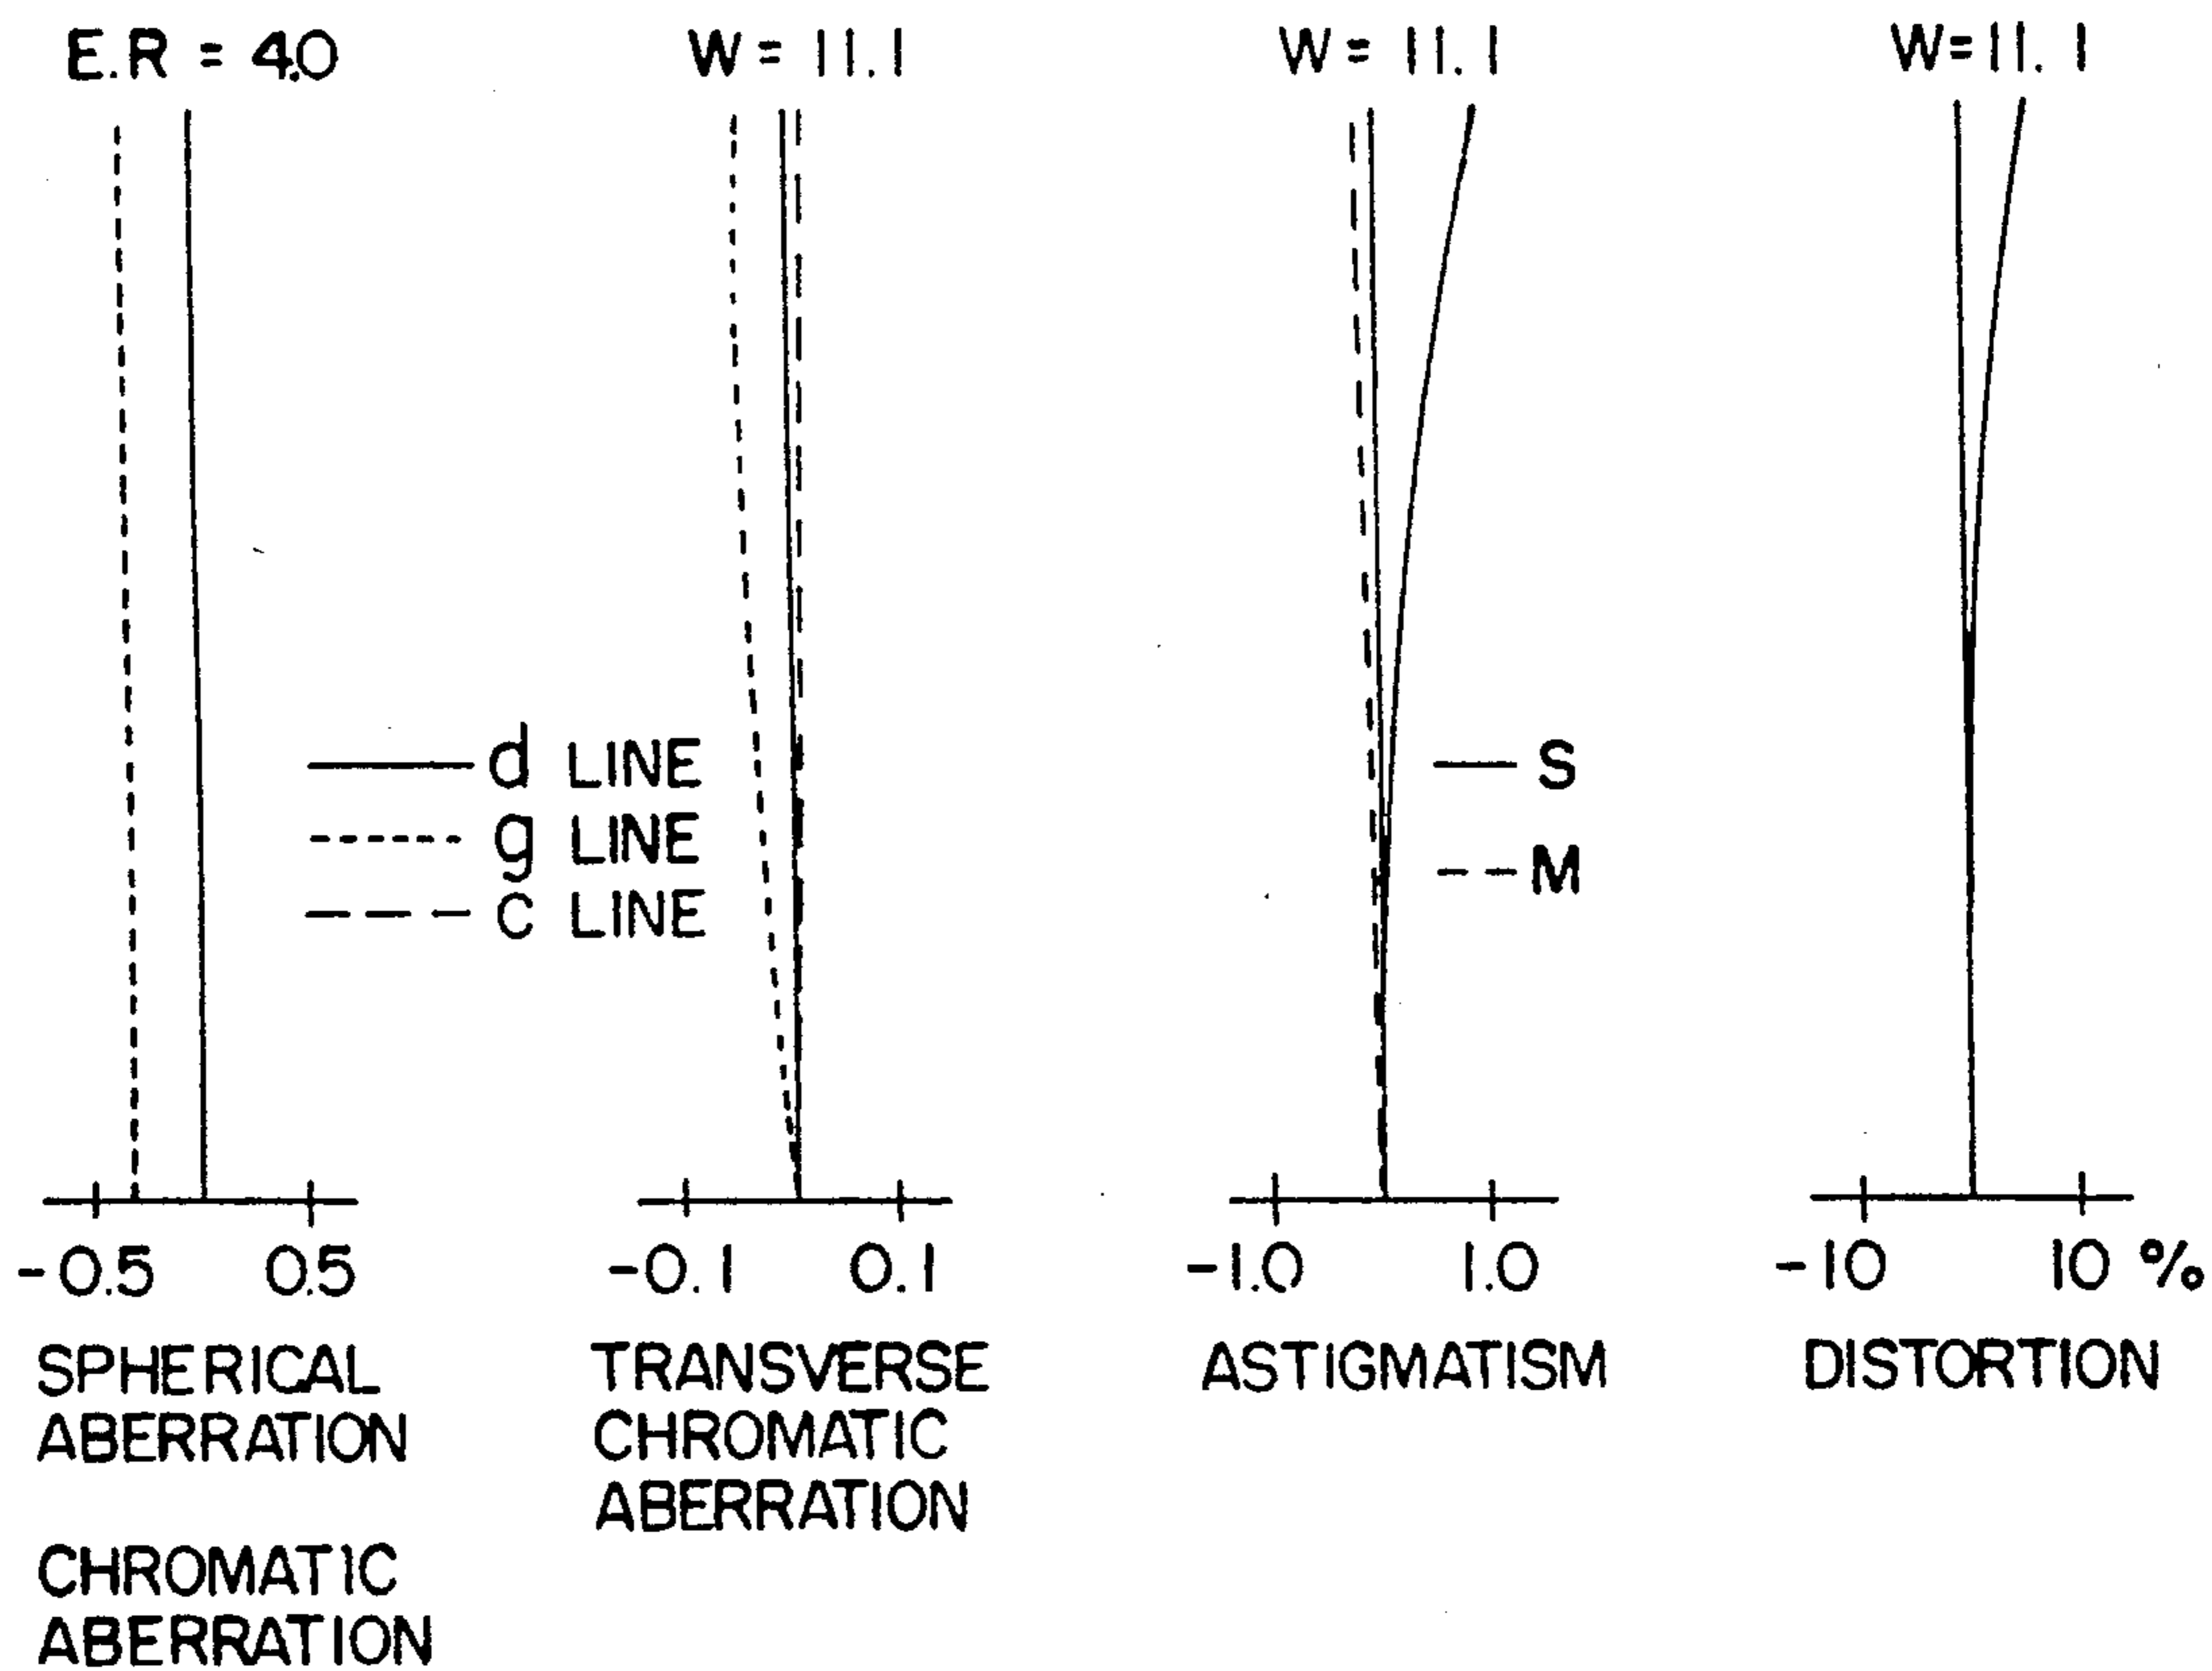 E.R = 4.0
W = 11.1
W = 11.1
W=11.1
d LINE
g LINE
c LINE
S
M
-0.5 0.5
-0.1 0.1
-1.0 1.0
-10 10 %
SPHERICAL
ABERRATION
CHROMATIC
ABERRATION
TRANSVERSE
CHROMATIC
ABERRATION
ASTIGMATISM
DISTORTION